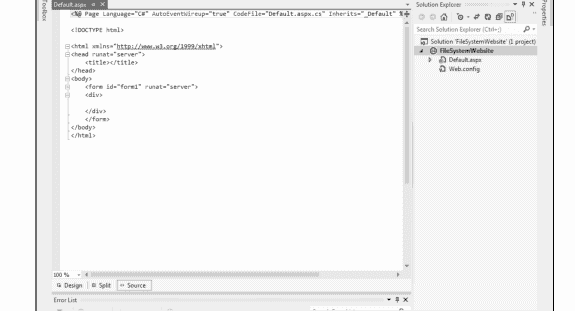 Toolbox
Default.aspx
<%@ Page Language="C#" AutoEventWireup="true" CodeFile="Default.aspx.cs" Inherits="_Default" %
<!DOCTYPE html>
<html xmlns="http://www.w3.org/1999/xhtml">
<head runat="server">
<title></title>
</head>
<body>
<form id="form1" runat="server">
<div>
</div>
</form>
</body>
</html>
100 %
Design
Split
Source
Error List
Solution Explorer
Search Solution Explorer (Ctrl+;)
Solution 'FileSystemWebsite' (1 project)
FileSystemWebsite
Default.aspx
Web.config
Properties